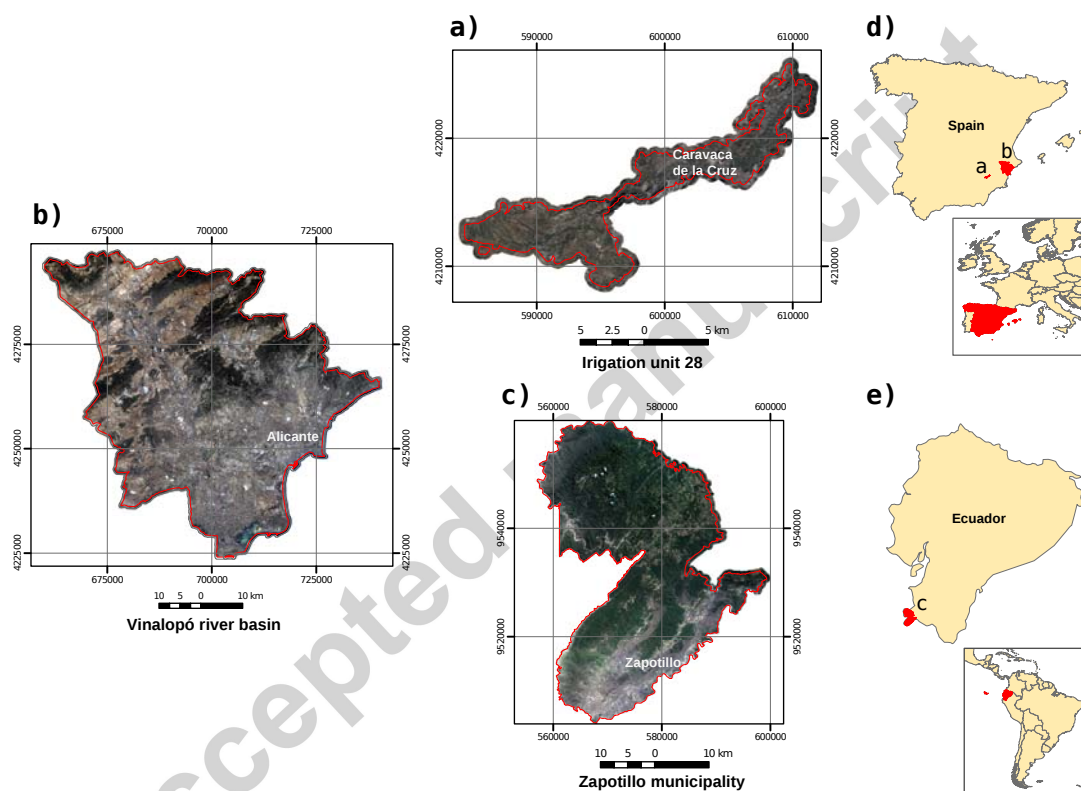 a)
590000
600000
610000
4220000
4220000
Caravaca
de la Cruz
4210000
4210000
590000
600000
610000
5
2.5
0
5 km
Irrigation unit 28
b)
675000
700000
725000
4275000
4275000
Alicante
4250000
4250000
4225000
4225000
675000
700000
725000
10
5
0
10 km
Vinalopó river basin
c)
560000
580000
600000
9540000
9540000
Zapotillo
9520000
9520000
560000
580000
600000
10
5
0
10 km
Zapotillo municipality
d)
Spain
b
a
e)
Ecuador
c
ccepted manuscript